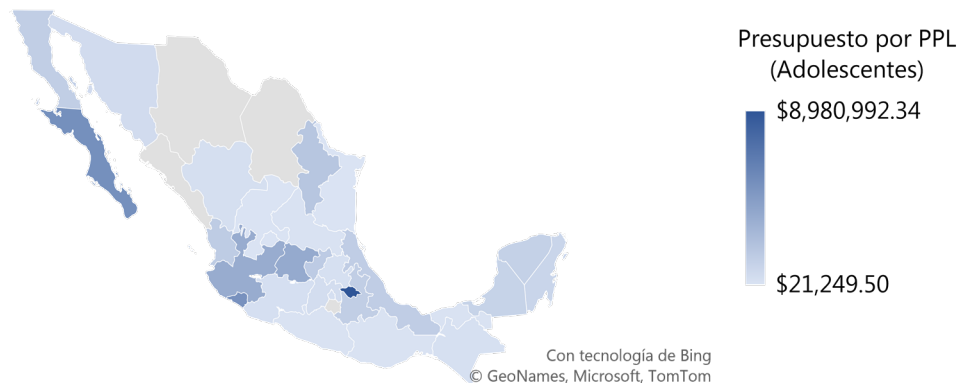 Presupuesto por PPL
(Adolescentes)
$8,980,992.34
$21,249.50
Con tecnología de Bing
© GeoNames, Microsoft, TomTom